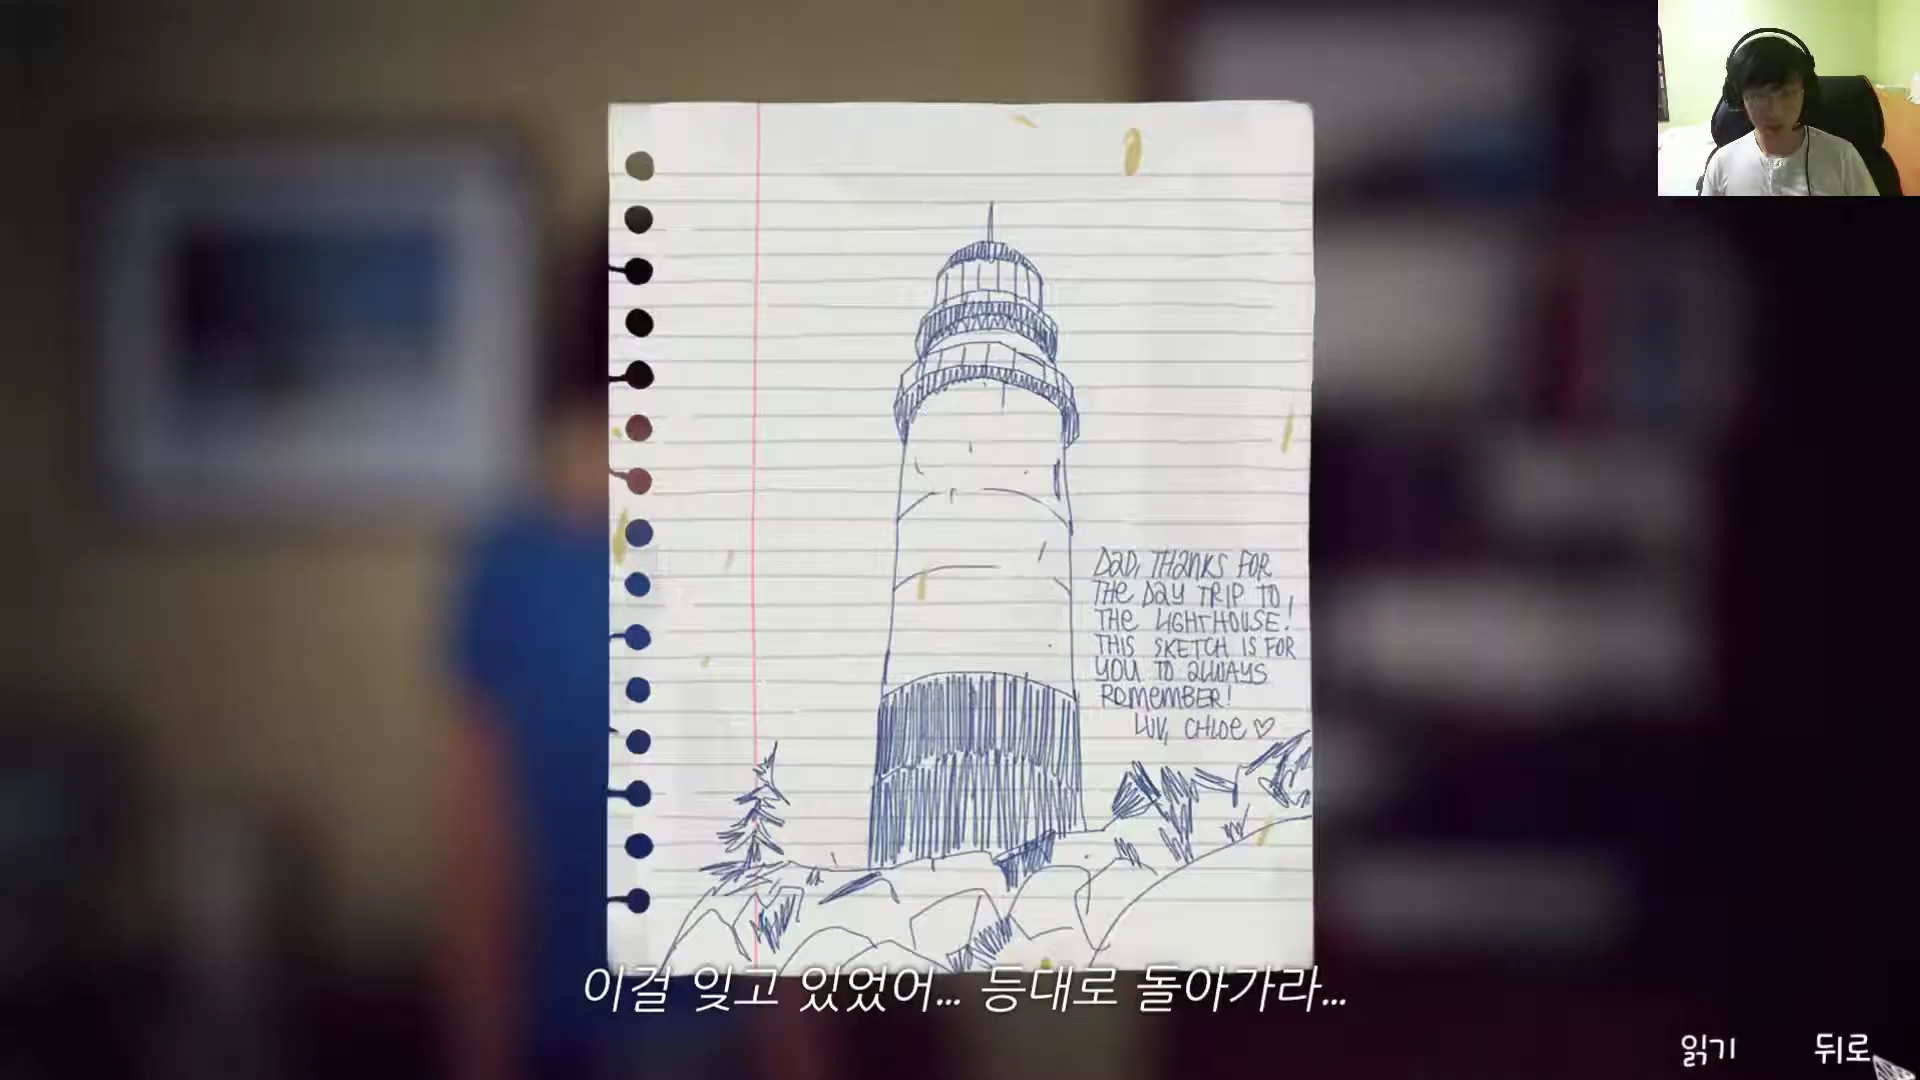 DaD, THaNKS FOR
THe Day TRIP TO
THe LIGHTHOUSE!
THIS SKETCH IS FOR
YOU TO aLWAYS
ReMeMBER!
LUV, CHLOe ♡
이걸 잊고 있었어... 등대로 돌아가라...
읽기
뒤로